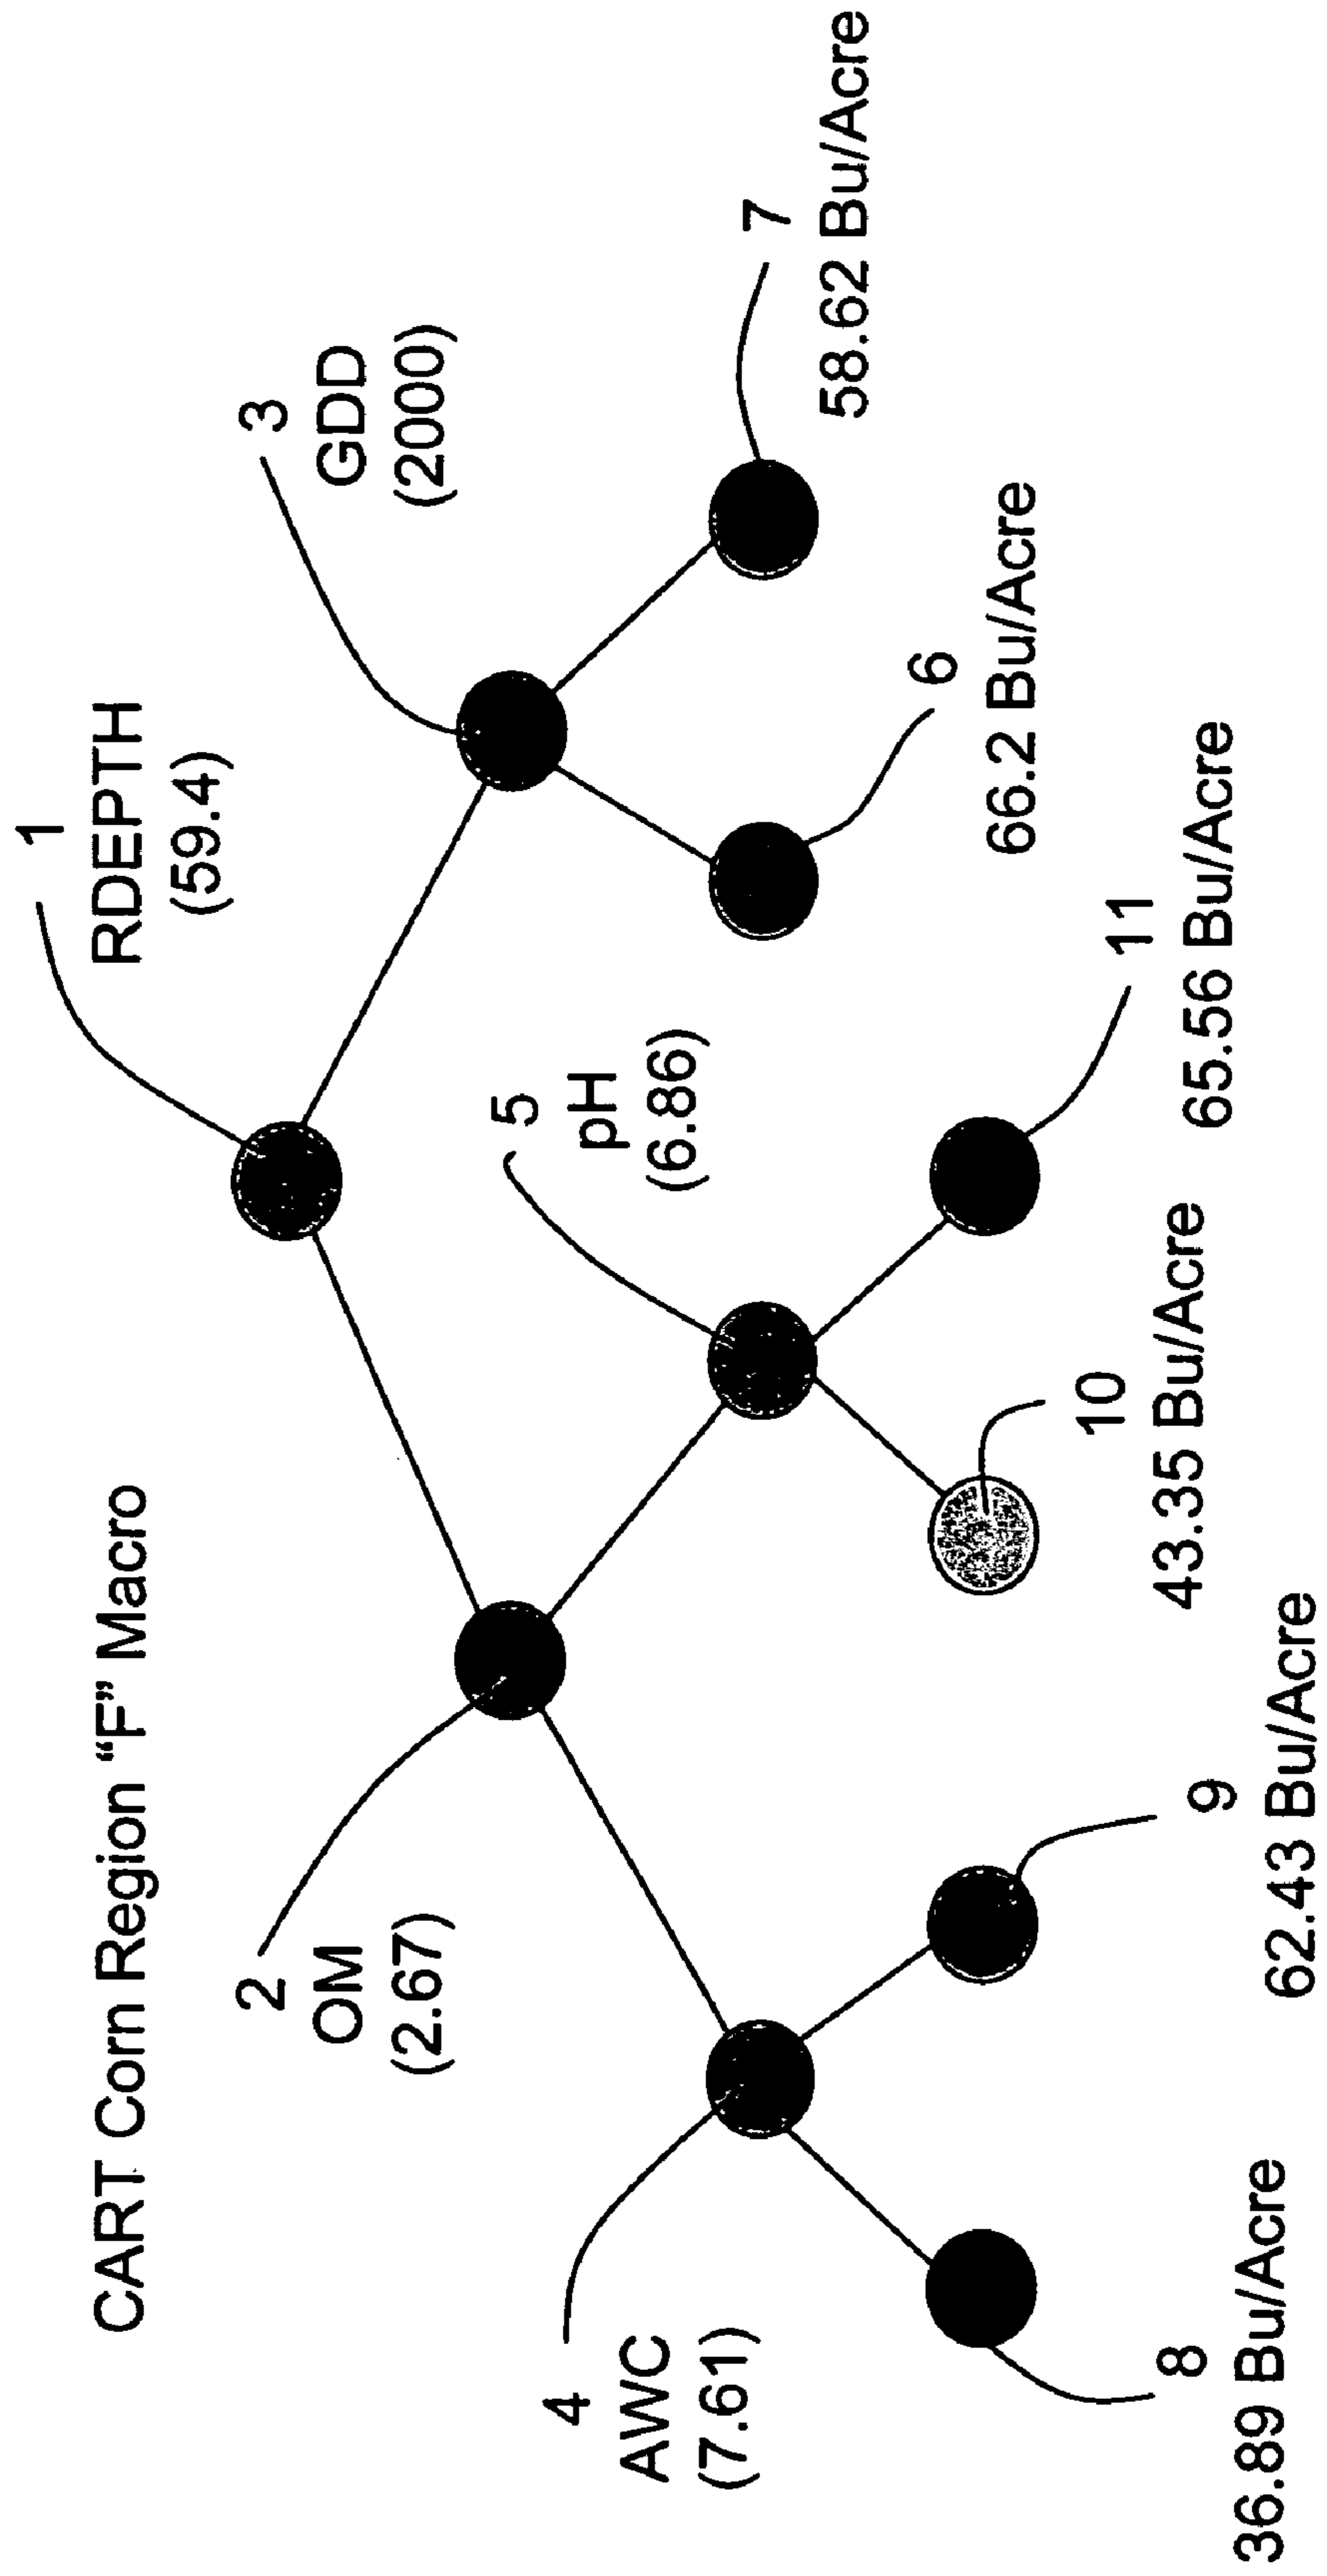 CART Corn Region “F” Macro
1
RDEPTH
(59.4)
2
OM
(2.67)
3
GDD
(2000)
4
AWC
(7.61)
5
pH
(6.86)
6
66.2 Bu/Acre
7
58.62 Bu/Acre
8
36.89 Bu/Acre
9
62.43 Bu/Acre
10
43.35 Bu/Acre
11
65.56 Bu/Acre